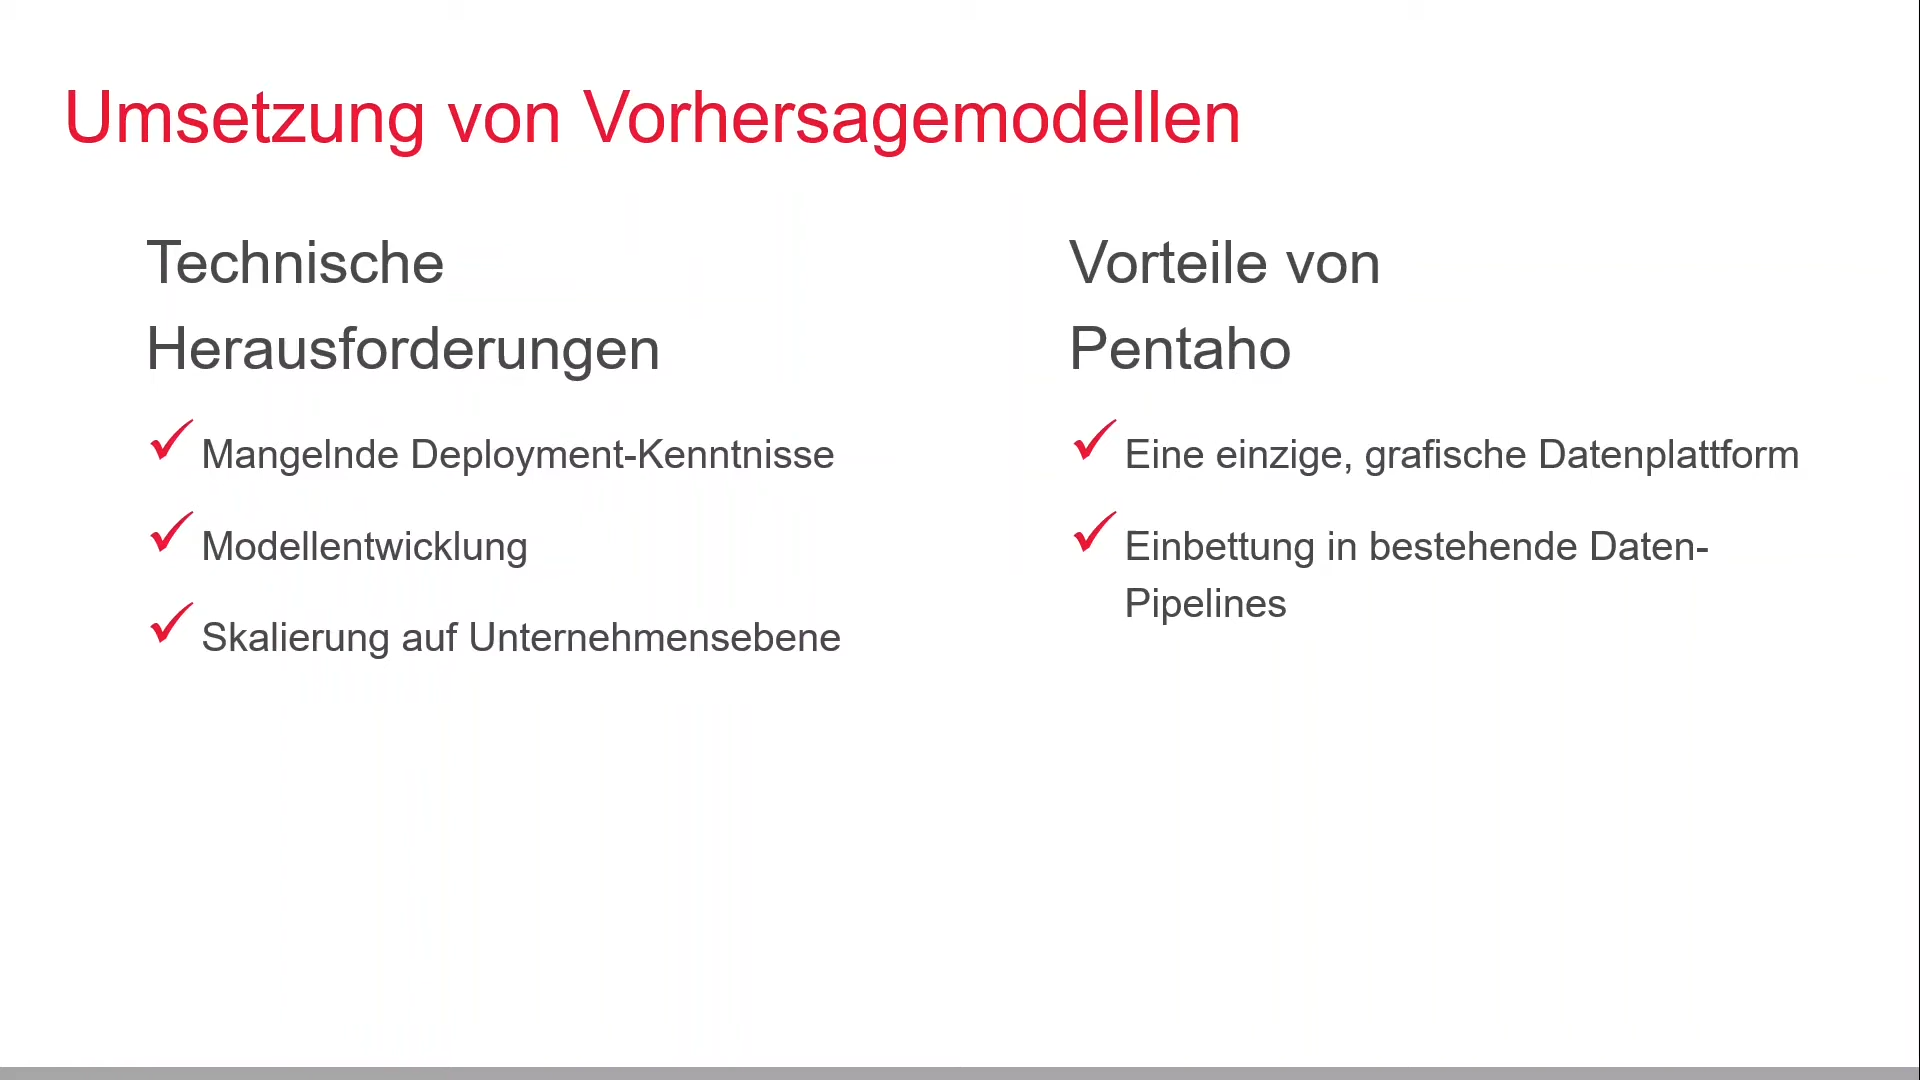 Umsetzung von Vorhersagemodellen
Technische
Herausforderungen
Mangelnde Deployment-Kenntnisse
Modellentwicklung
Skalierung auf Unternehmensebene
Vorteile von
Pentaho
Eine einzige, grafische Datenplattform
Einbettung in bestehende Daten-
Pipelines